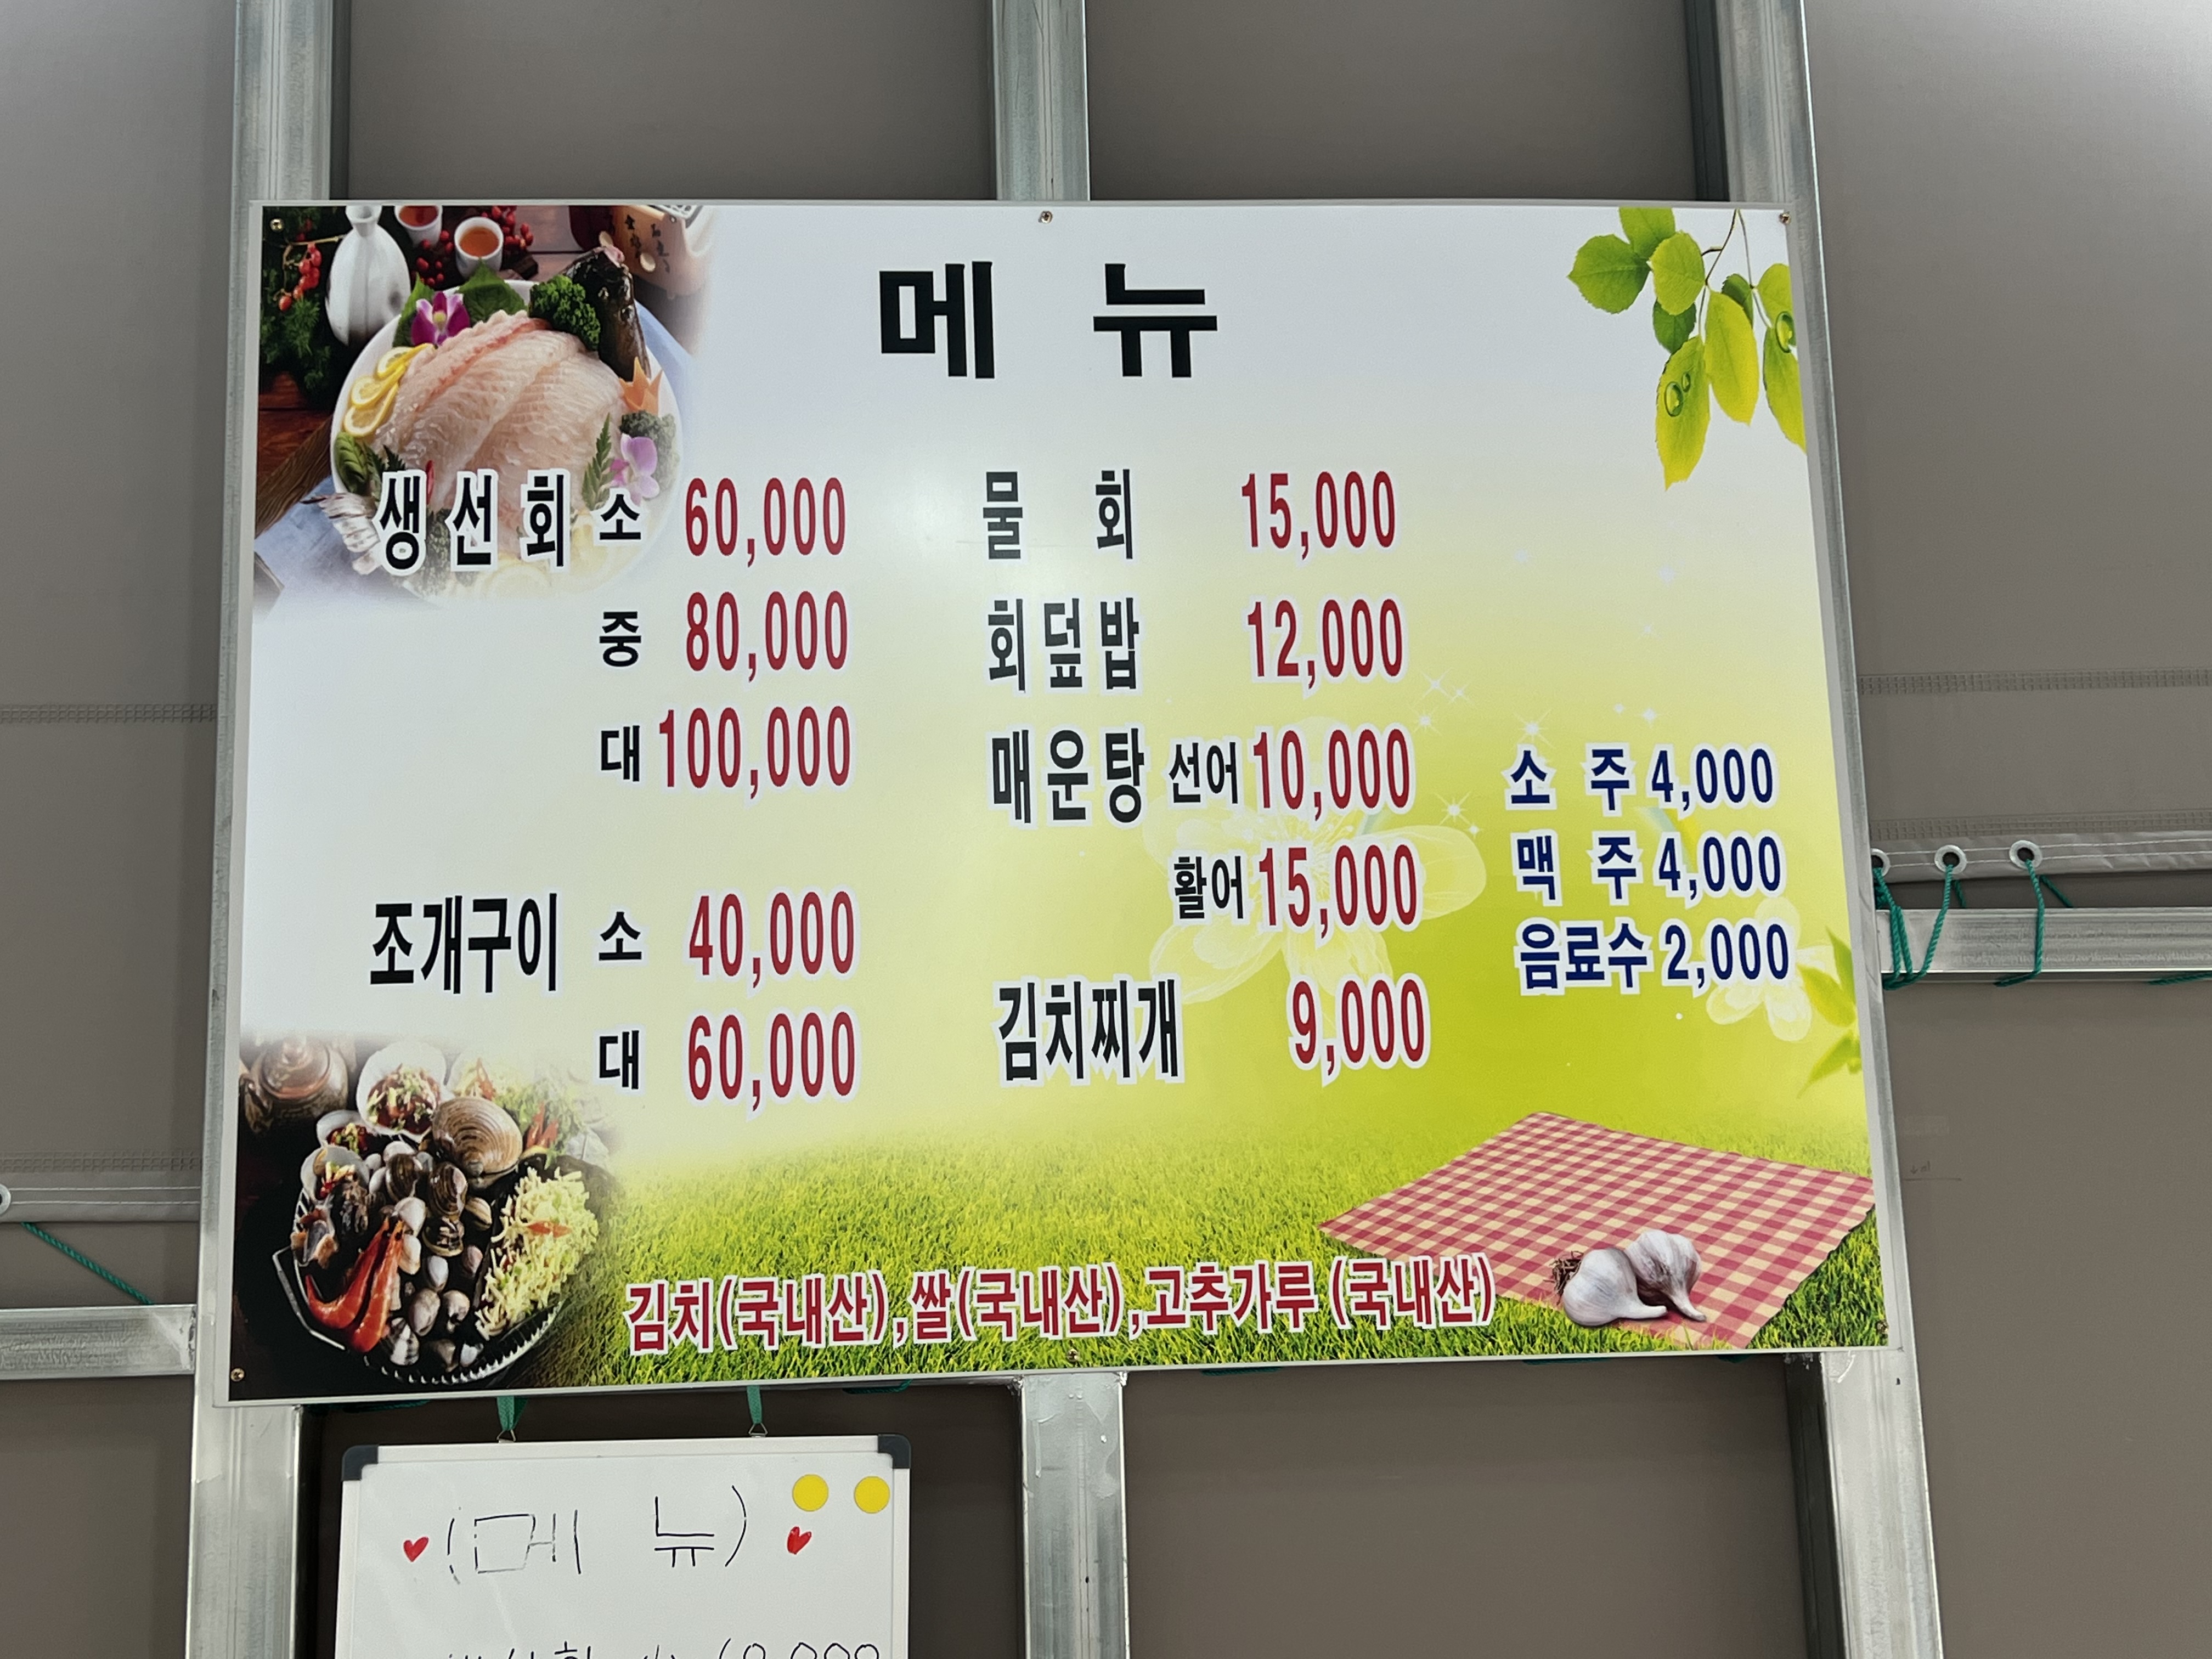 메 뉴
생선회 소 60,000
중 80,000
대 100,000
조개구이 소 40,000
대 60,000
물 회 15,000
회덮밥 12,000
매운탕 선어 10,000
활어 15,000
김치찌개 9,000
소 주 4,000
맥 주 4,000
음료수 2,000
김치(국내산),쌀(국내산),고추가루 (국내산)
(메 뉴)